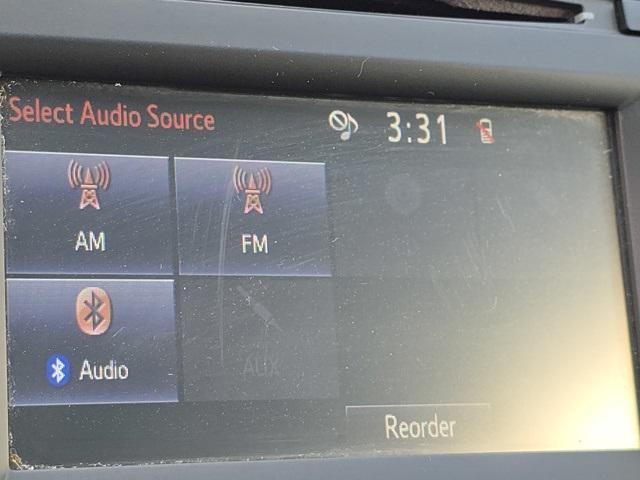 Select Audio Source
3:31
AM
FM
Audio
AUX
Reorder